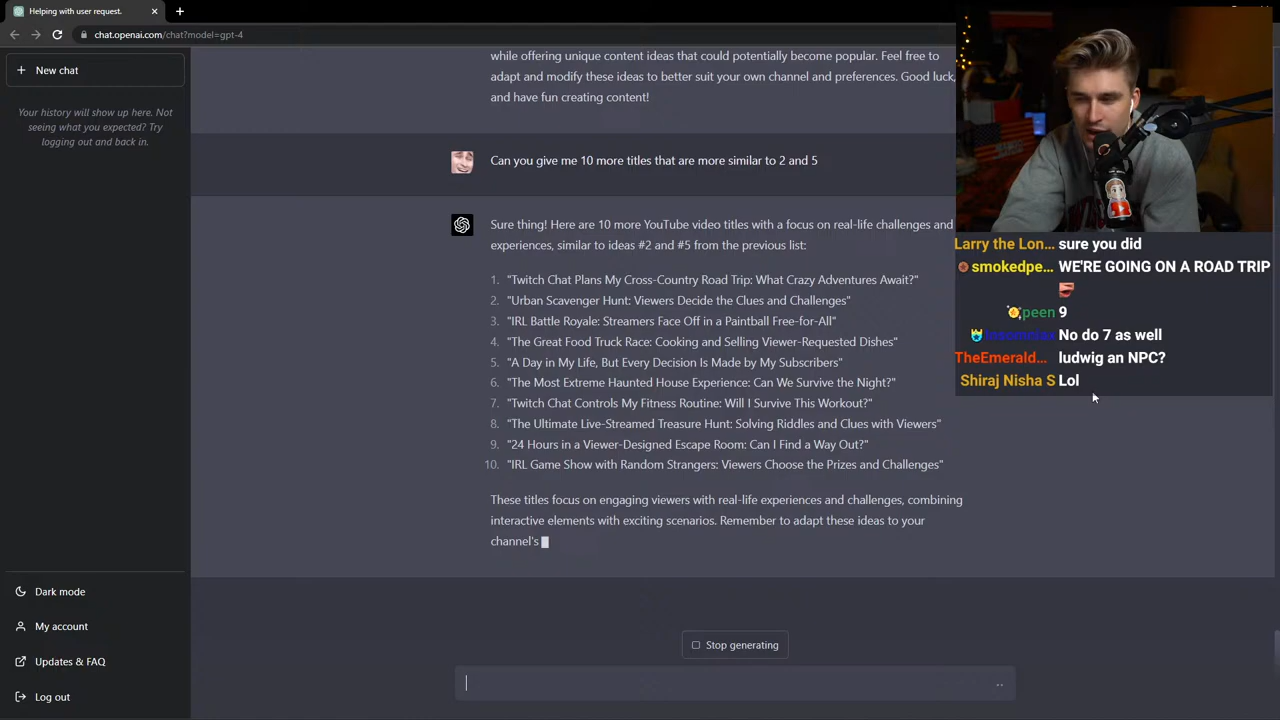 Helping with user request.
chat.openai.com/chat?model=gpt-4
New chat
Your history will show up here. Not
seeing what you expected? Try
logging out and back in.
while offering unique content ideas that could potentially become popular. Feel free to
adapt and modify these ideas to better suit your own channel and preferences. Good luck,
and have fun creating content!
Can you give me 10 more titles that are more similar to 2 and 5
Sure thing! Here are 10 more YouTube video titles with a focus on real-life challenges and
experiences, similar to ideas #2 and #5 from the previous list:
1. "Twitch Chat Plans My Cross-Country Road Trip: What Crazy Adventures Await?"
2. "Urban Scavenger Hunt: Viewers Decide the Clues and Challenges"
3. "IRL Battle Royale: Streamers Face Off in a Paintball Free-for-All"
4. "The Great Food Truck Race: Cooking and Selling Viewer-Requested Dishes"
5. "A Day in My Life, But Every Decision Is Made by My Subscribers"
6. "The Most Extreme Haunted House Experience: Can We Survive the Night?"
7. "Twitch Chat Controls My Fitness Routine: Will I Survive This Workout?"
8. "The Ultimate Live-Streamed Treasure Hunt: Solving Riddles and Clues with Viewers"
9. "24 Hours in a Viewer-Designed Escape Room: Can I Find a Way Out?"
10. "IRL Game Show with Random Strangers: Viewers Choose the Prizes and Challenges"
These titles focus on engaging viewers with real-life experiences and challenges, combining
interactive elements with exciting scenarios. Remember to adapt these ideas to your
channel's
Stop generating
Larry the Lon... sure you did
smokedpe... WE'RE GOING ON A ROAD TRIP
peen 9
No do 7 as well
TheEmerald... ludwig an NPC?
Shiraj Nisha S Lol
Dark mode
My account
Updates & FAQ
Log out